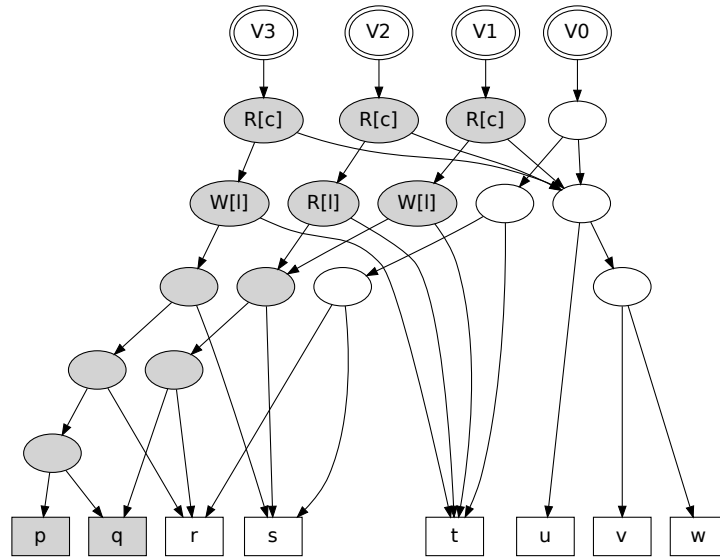 V3 V2 V1 V0
R[c] R[c] R[c]
W[l] R[l] W[l]
p q r s t u v w